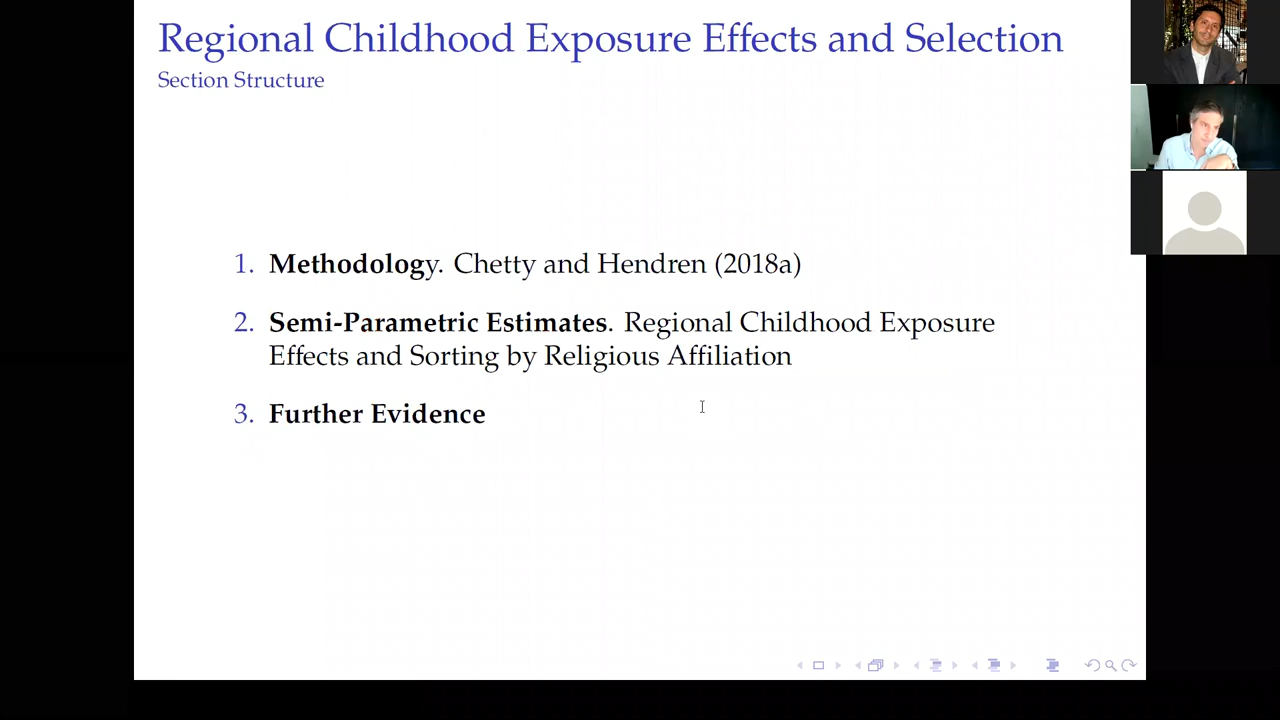 Regional Childhood Exposure Effects and Selection
Section Structure
1. Methodology. Chetty and Hendren (2018a)
2. Semi-Parametric Estimates. Regional Childhood Exposure
Effects and Sorting by Religious Affiliation
3. Further Evidence